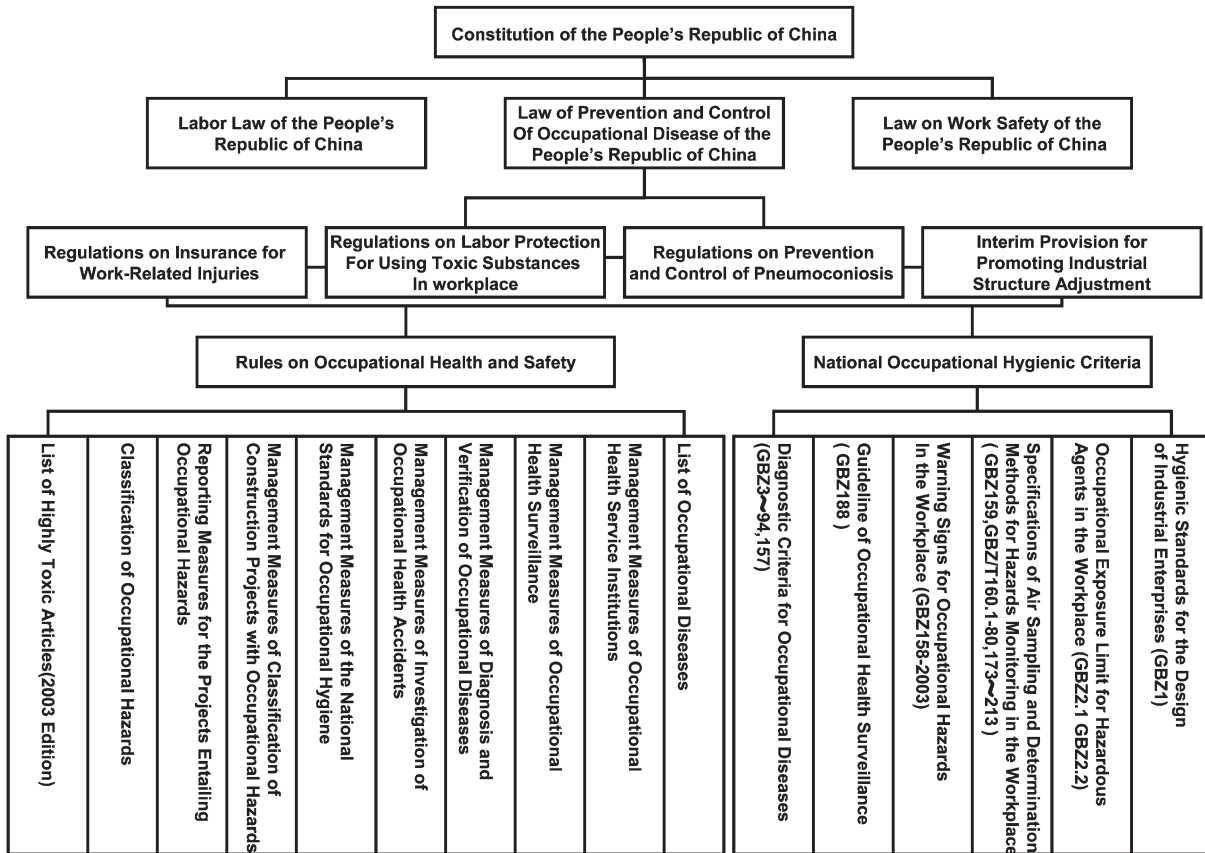 Constitution of the People's Republic of China
Labor Law of the People's
Republic of China
Law of Prevention and Control
Of Occupational Disease of the
People's Republic of China
Law on Work Safety of the
People's Republic of China
Regulations on Insurance for
Work-Related Injuries
Regulations on Labor Protection
For Using Toxic Substances
In workplace
Regulations on Prevention
and Control of Pneumoconiosis
Interim Provision for
Promoting Industrial
Structure Adjustment
Rules on Occupational Health and Safety
National Occupational Hygienic Criteria
List of Highly Toxic Articles(2003 Edition)
Classification of Occupational Hazards
Reporting Measures for the Projects Entailing
Occupational Hazards
Management Measures of Classification of
Construction Projects with Occupational Hazards
Management Measures of the National
Standards for Occupational Hygiene
Management Measures of Investigation of
Occupational Health Accidents
Management Measures of Diagnosis and
Verification of Occupational Diseases
Management Measures of Occupational
Health Surveillance
Management Measures of Occupational
Health Service Institutions
List of Occupational Diseases
Diagnostic Criteria for Occupational Diseases
(GBZ3~94,157)
Guideline of Occupational Health Surveillance
( GBZ188 )
Warning Signs for Occupational Hazards
In the Workplace (GBZ158-2003)
Specifications of Air Sampling and Determination
Methods for Hazards Monitoring in the Workplace
( GBZ159,GBZ/T160.1-80,173~213 )
Occupational Exposure Limit for Hazardous
Agents in the Workplace (GBZ2.1 GBZ2.2)
Hygienic Standards for the Design
of Industrial Enterprises (GBZ1)